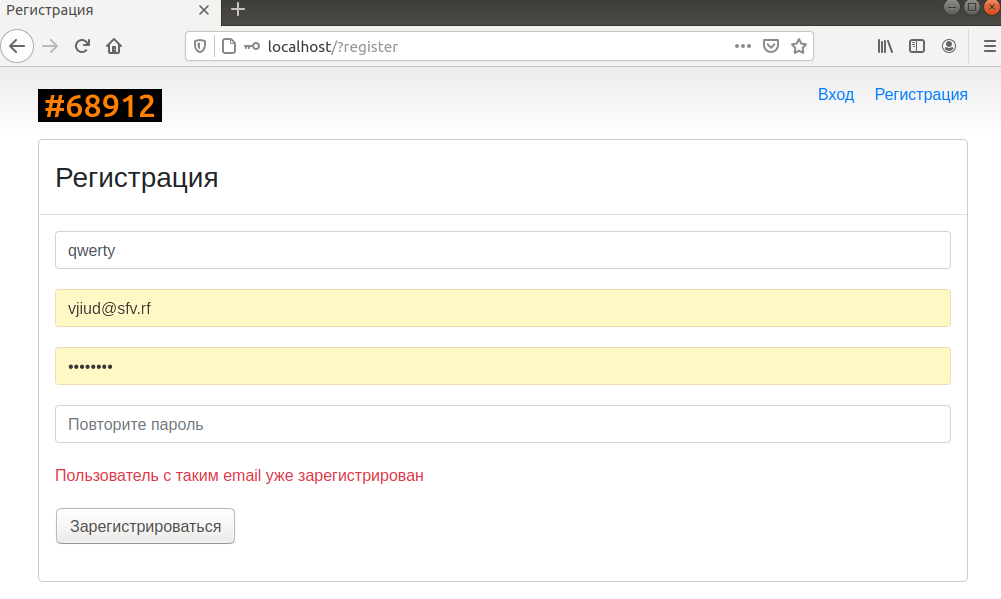 Регистрация
localhost/?register
#68912
Вход Регистрация
Регистрация
qwerty
vjiud@sfv.rf
••••••••
Повторите пароль
Пользователь с таким email уже зарегистрирован
Зарегистрироваться